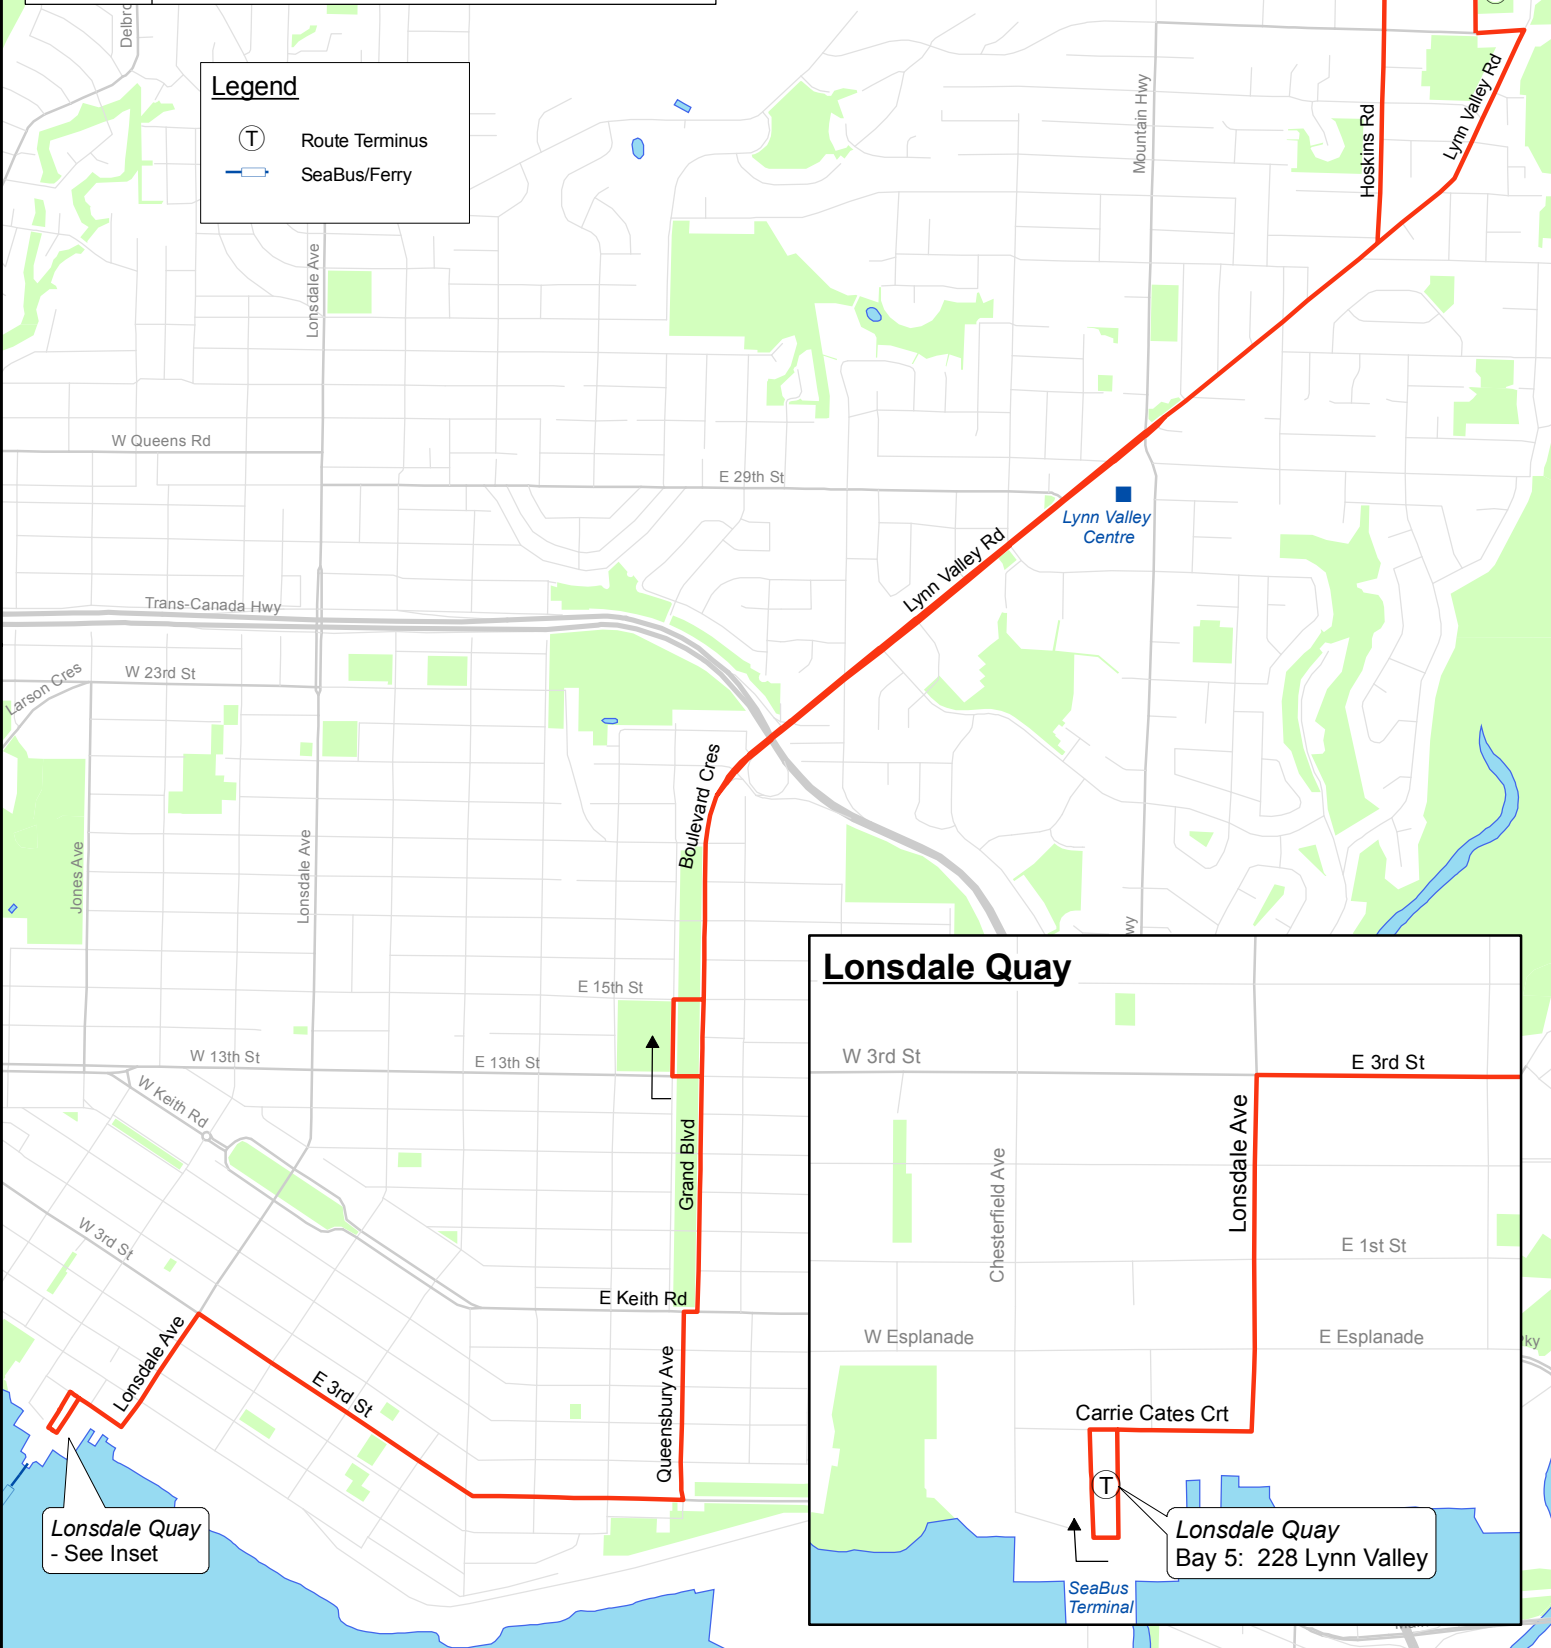 Legend
T
Route Terminus
SeaBus/Ferry
Mountain Hwy
Hoskins Rd
Lynn Valley Rd
Lonsdale Ave
W Queens Rd
E 29th St
Lynn Valley
Centre
Lynn Valley Rd
Trans-Canada Hwy
W 23rd St
Larson Cres
Boulevard Cres
Jones Ave
Lonsdale Ave
E 15th St
W 13th St
E 13th St
W Keith Rd
Grand Blvd
W 3rd St
E Keith Rd
Lonsdale Ave
E 3rd St
Queensbury Ave
Lonsdale Quay
- See Inset
Lonsdale Quay
W 3rd St
E 3rd St
Lonsdale Ave
Chesterfield Ave
E 1st St
W Esplanade
E Esplanade
Carrie Cates Crt
T
Lonsdale Quay
Bay 5: 228 Lynn Valley
SeaBus
Terminal